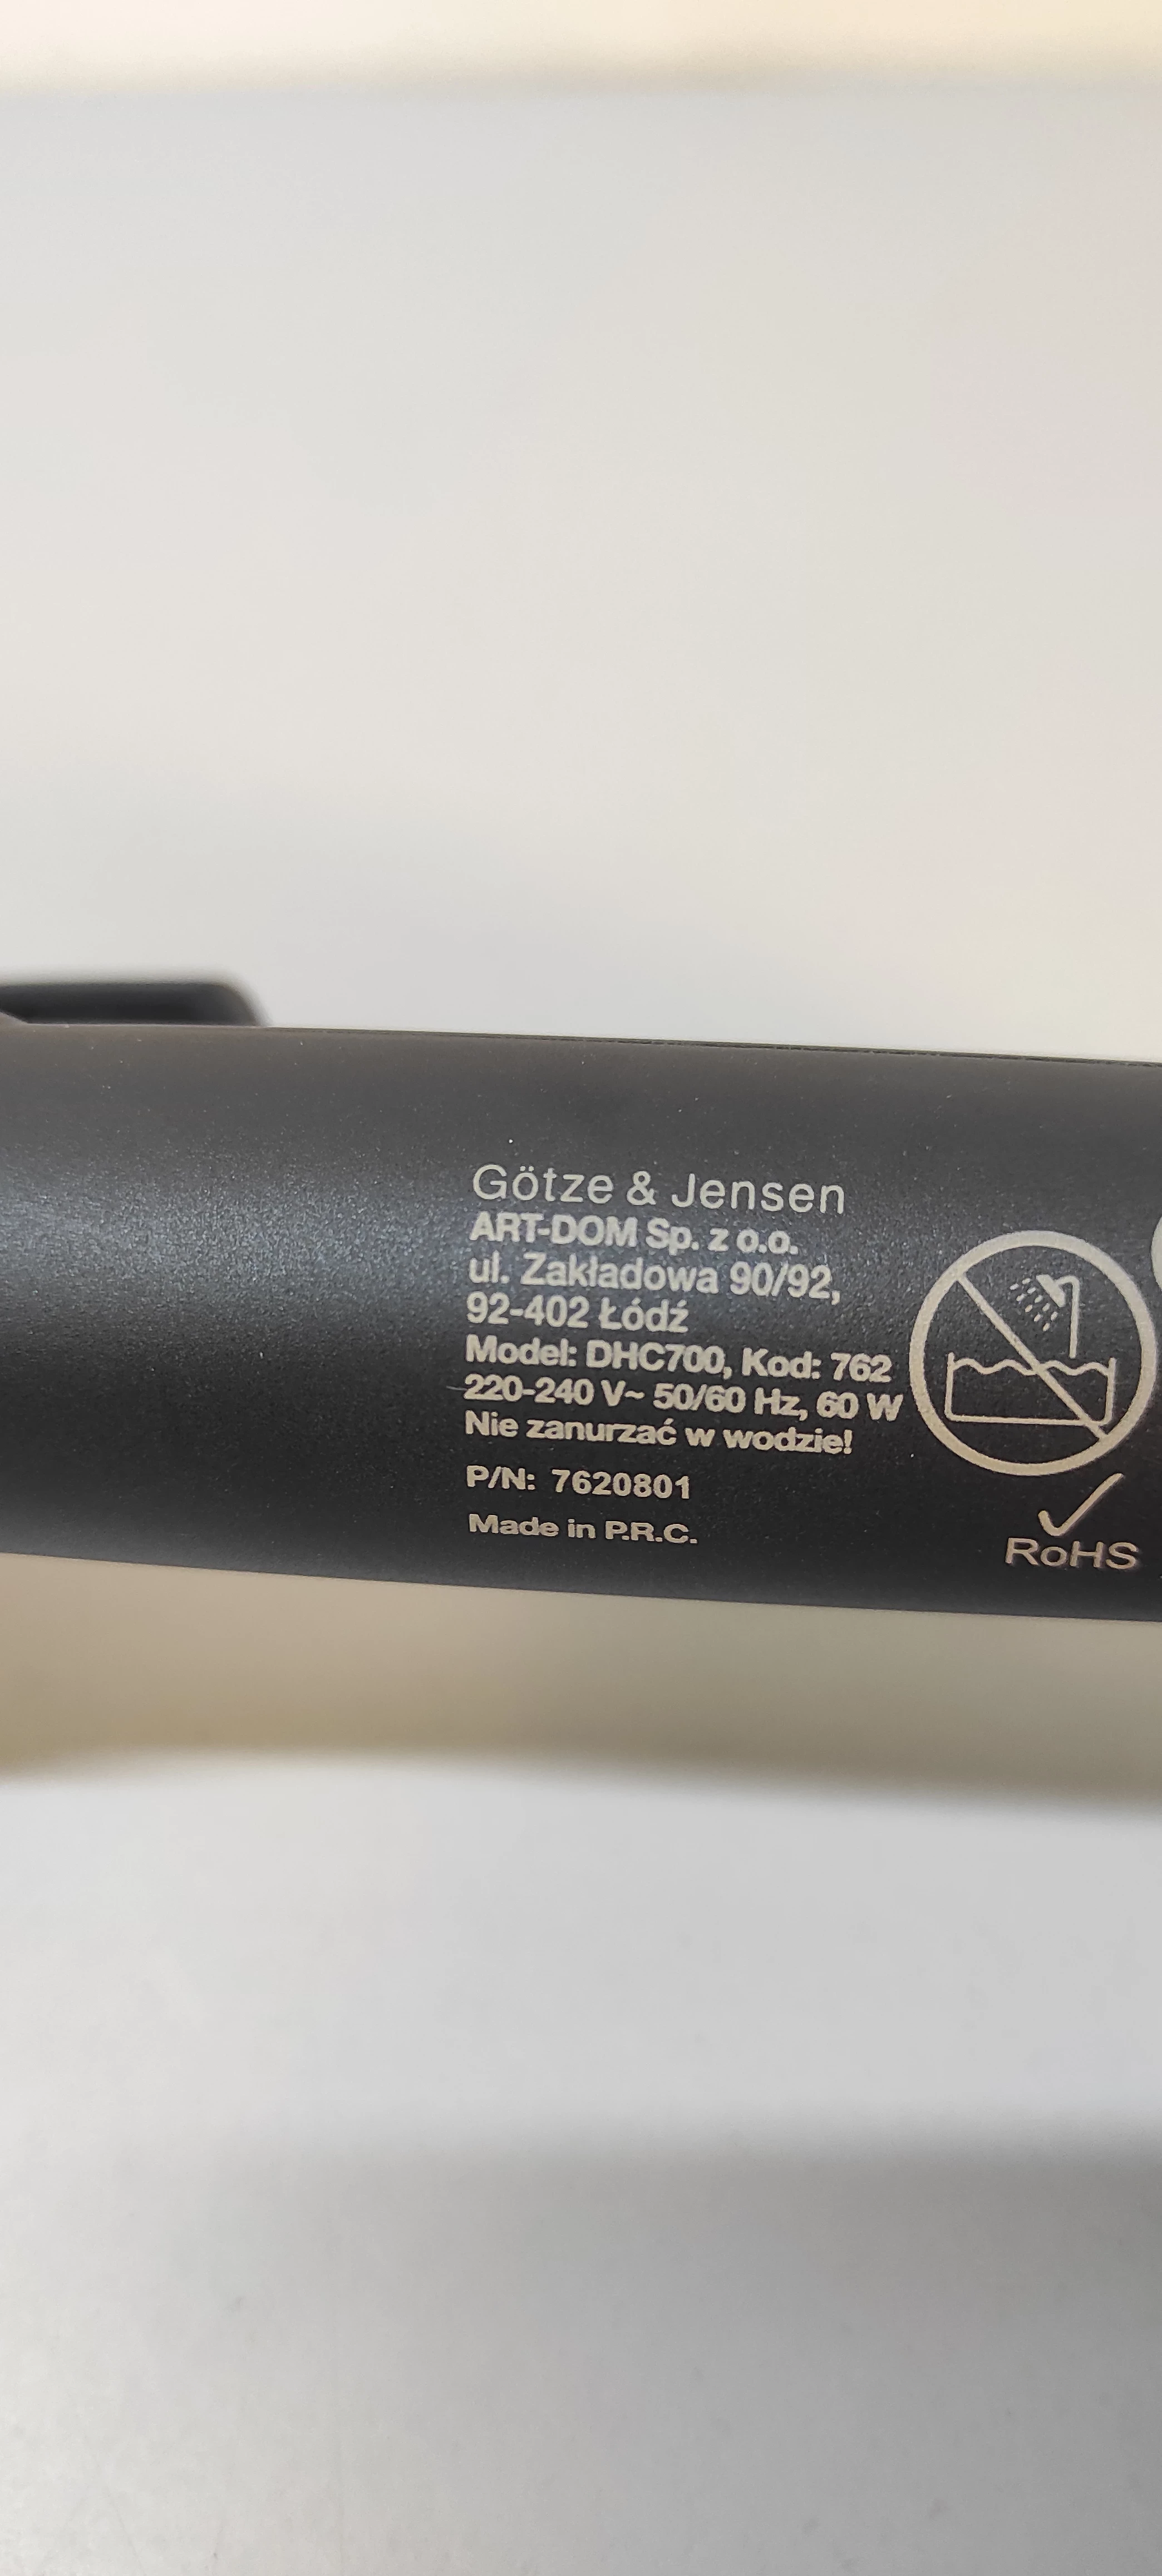 Götze & Jensen
ART-DOM Sp. z o.o.
ul. Zakładowa 90/92,
92-402 Łódź
Model: DHC700, Kod: 762
220-240 V~ 50/60 Hz, 60 W
Nie zanurzać w wodzie!
P/N: 7620801
Made in P.R.C.
RoHS